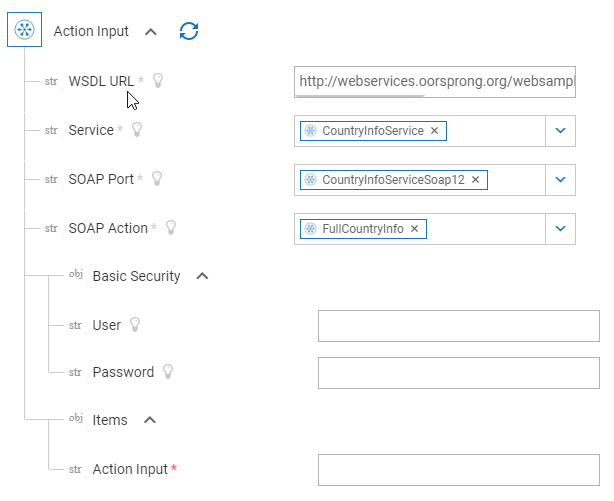 Action Input
str WSDL URL * http://webservices.oorsprong.org/websampl
str Service * CountryInfoService ×
str SOAP Port * CountryInfoServiceSoap12 ×
str SOAP Action * FullCountryInfo ×
obj Basic Security
str User
str Password
obj Items
str Action Input *